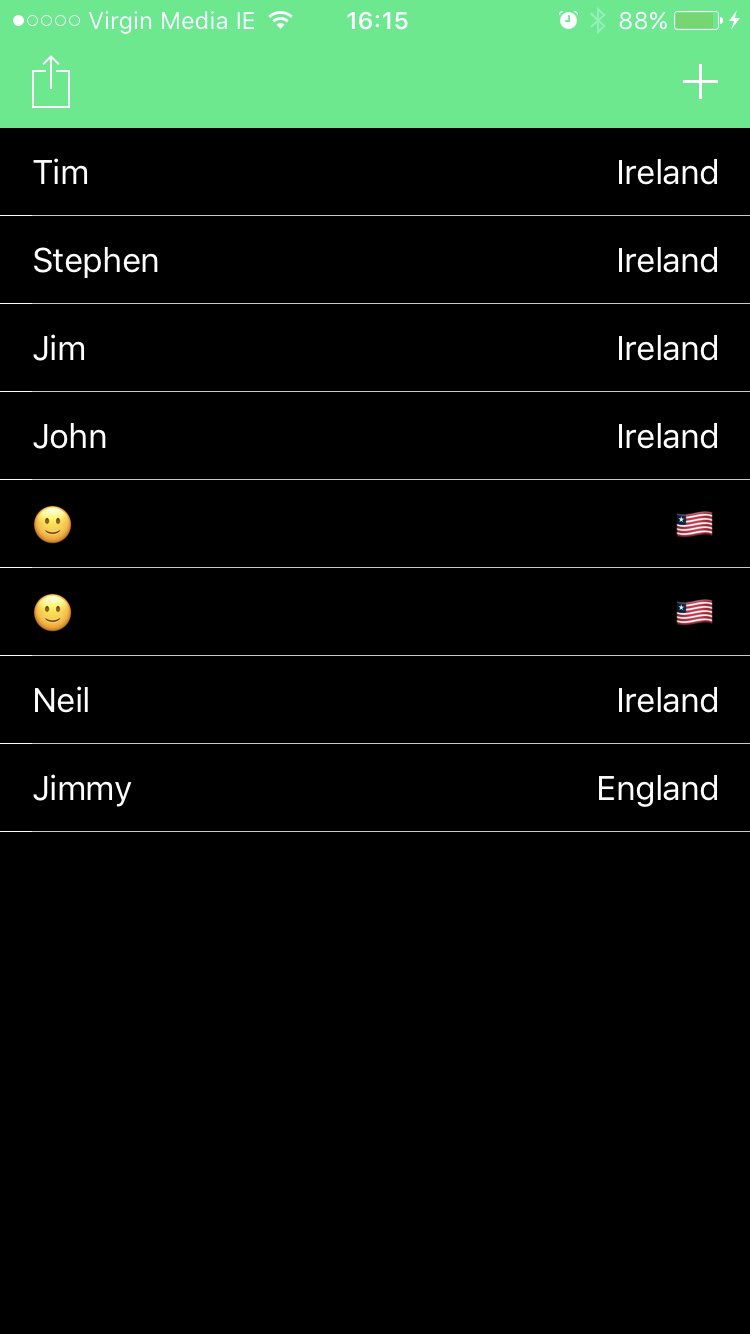 Virgin Media IE 16:15 88%
Tim Ireland
Stephen Ireland
Jim Ireland
John Ireland
🙂 🇱🇷
🙂 🇱🇷
Neil Ireland
Jimmy England